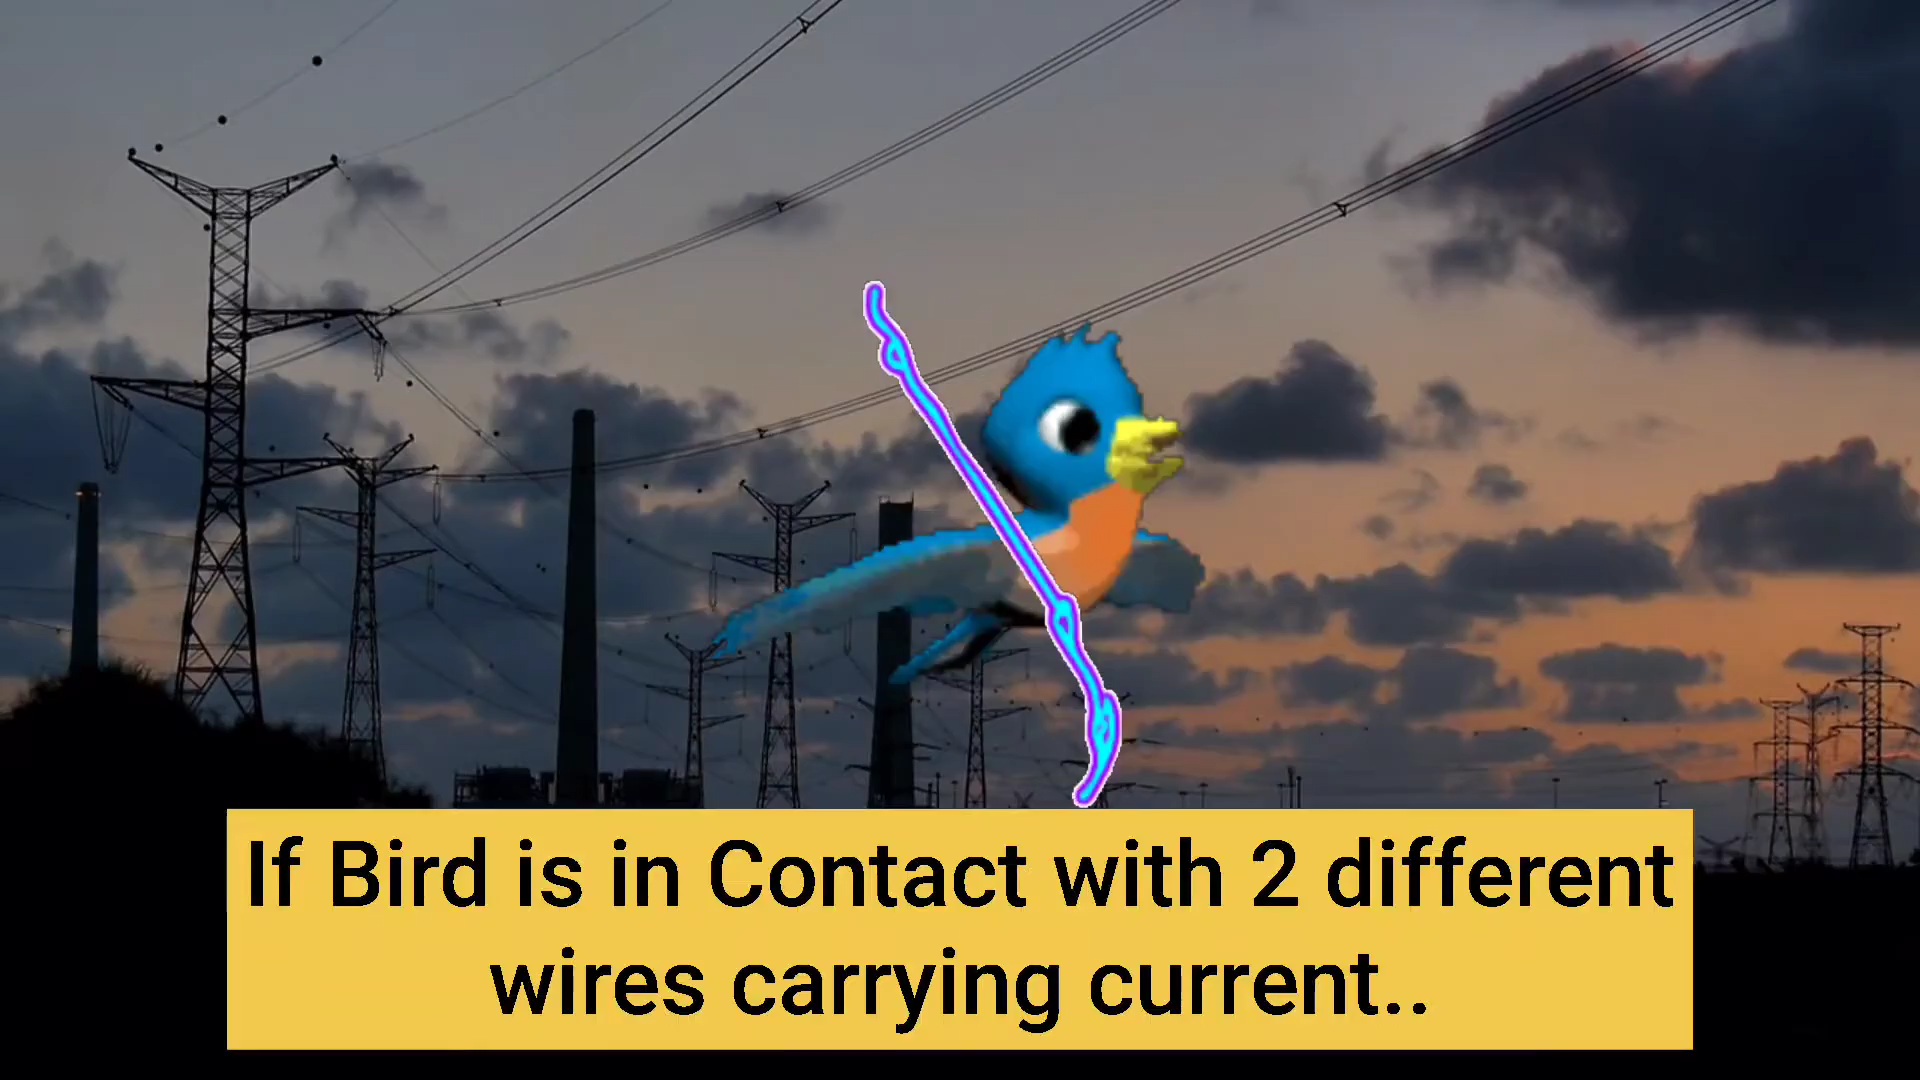 If Bird is in Contact with 2 different
wires carrying current..